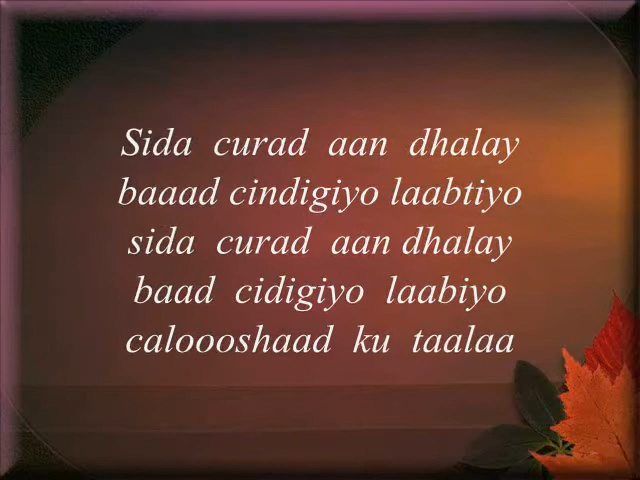 Sida curad aan dhalay
baaad cindigiyo laabtiyo
sida curad aan dhalay
baad cidigiyo laabiyo
caloooshaad ku taalaa